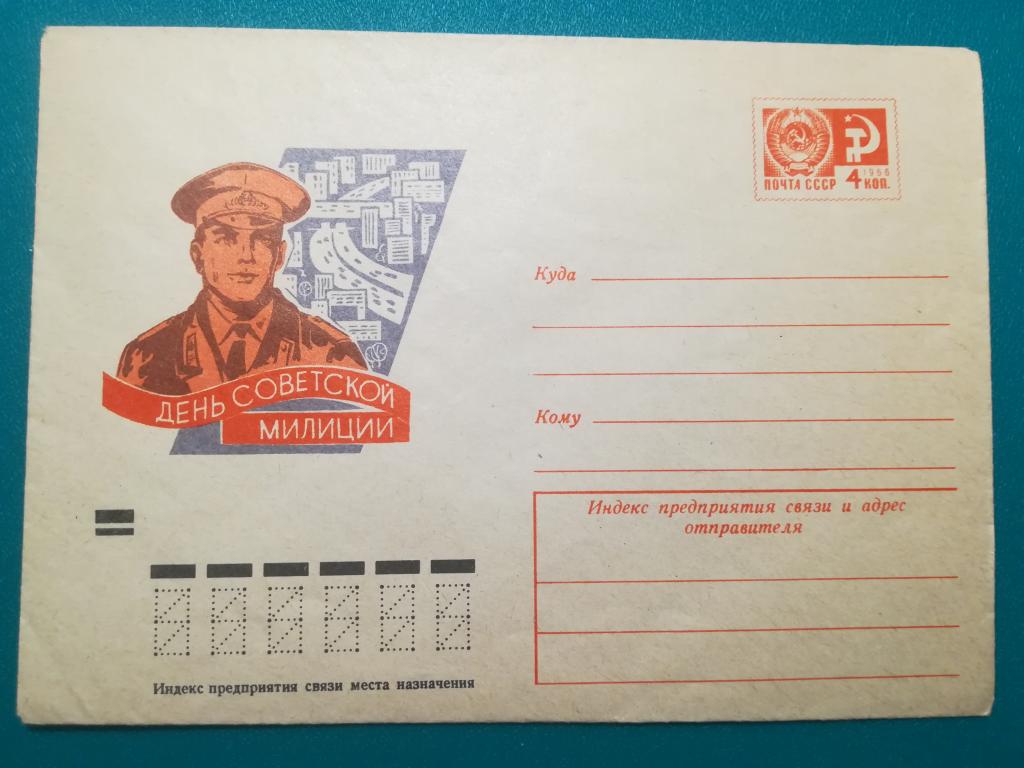 ПОЧТА СССР
1966
4 КОП.
ДЕНЬ СОВЕТСКОЙ
МИЛИЦИИ
Куда
Кому
Индекс предприятия связи и адрес
отправителя
Индекс предприятия связи места назначения